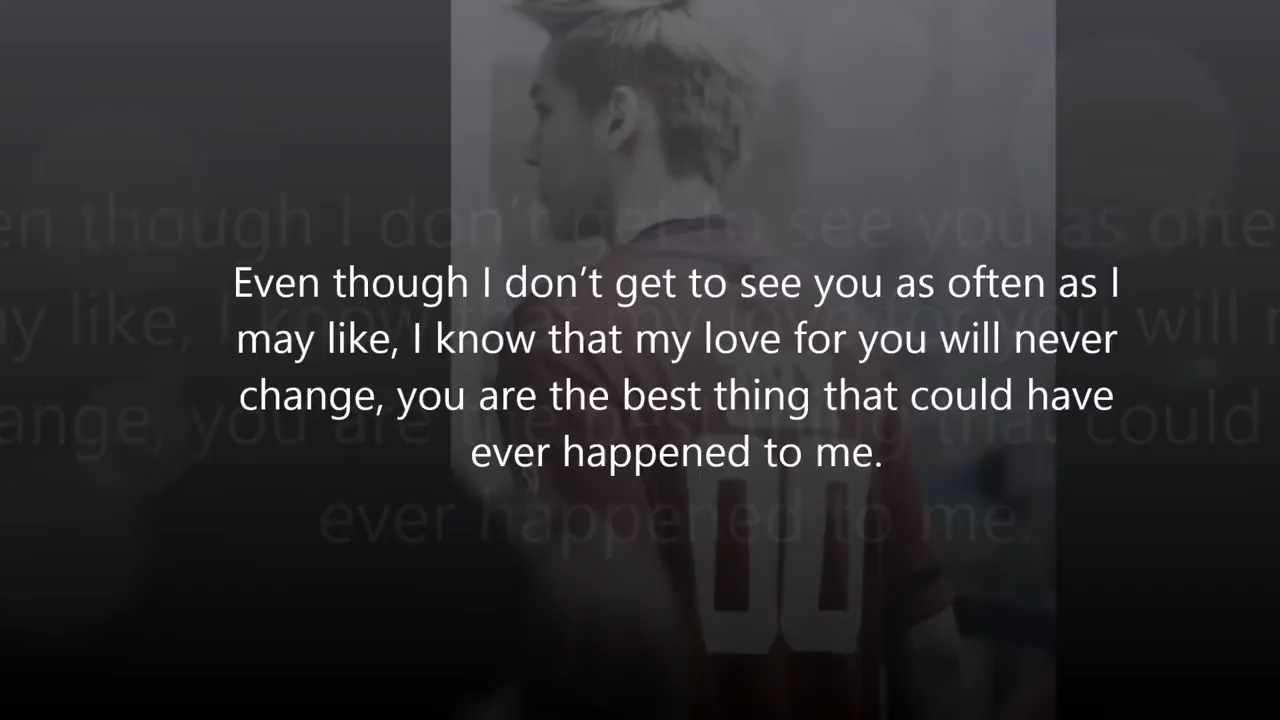 Even though I don’t get to see you as often as I
may like, I know that my love for you will never
change, you are the best thing that could have
ever happened to me.
00